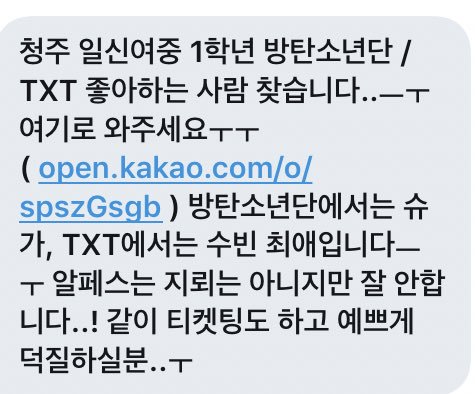 청주 일신여중 1학년 방탄소년단 /
TXT 좋아하는 사람 찾습니다..ㅡㅜ
여기로 와주세요ㅜㅜ
( open.kakao.com/o/
spszGsgb ) 방탄소년단에서는 슈
가, TXT에서는 수빈 최애입니다ㅡ
ㅜ 알페스는 지뢰는 아니지만 잘 안합
니다..! 같이 티켓팅도 하고 예쁘게
덕질하실분..ㅜ